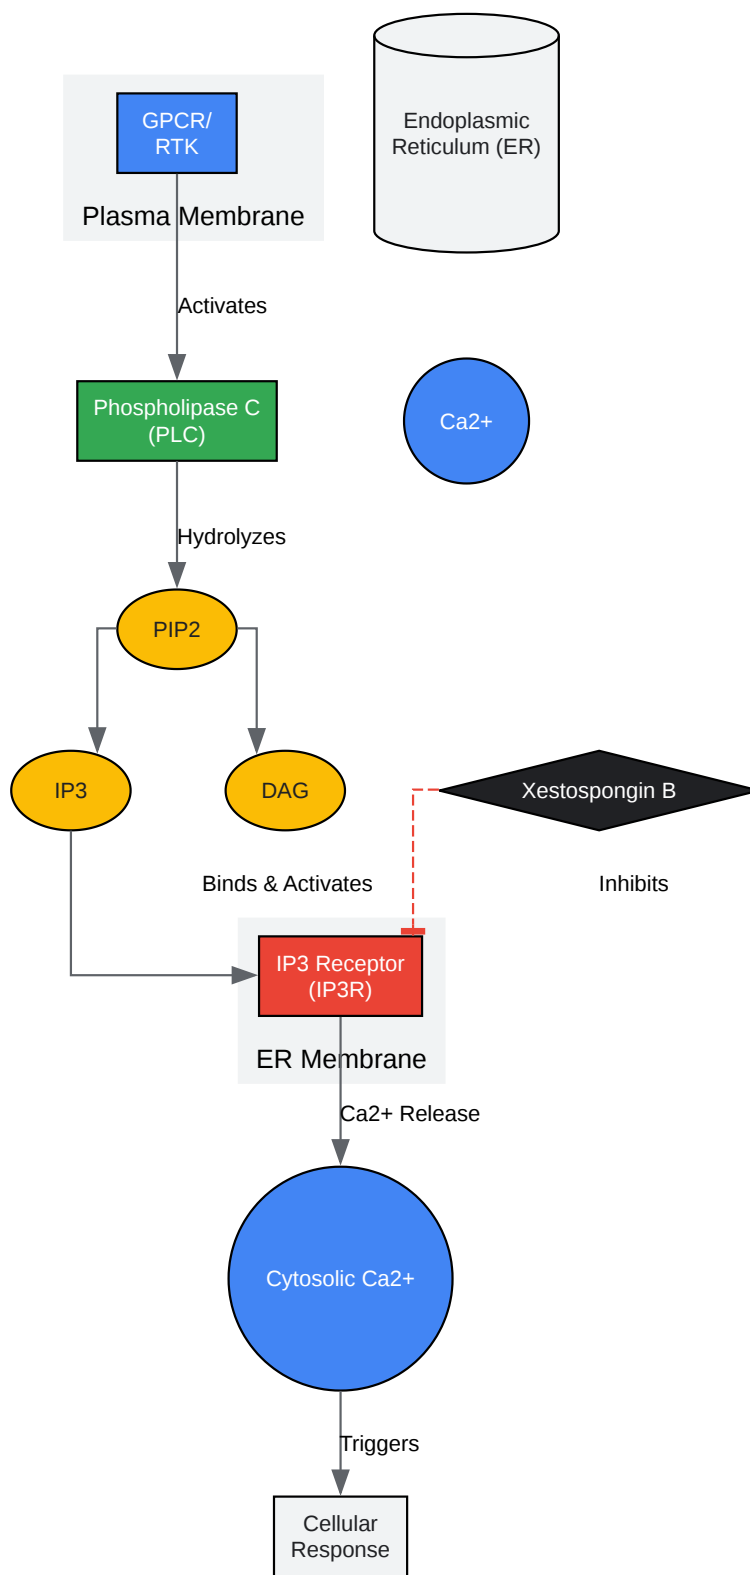 GPCR/
RTK
Plasma Membrane
Endoplasmic
Reticulum (ER)
Activates
Phospholipase C
(PLC)
Ca2+
Hydrolyzes
PIP2
IP3
DAG
Xestospongin B
Binds & Activates
Inhibits
IP3 Receptor
(IP3R)
ER Membrane
Ca2+ Release
Cytosolic Ca2+
Triggers
Cellular
Response